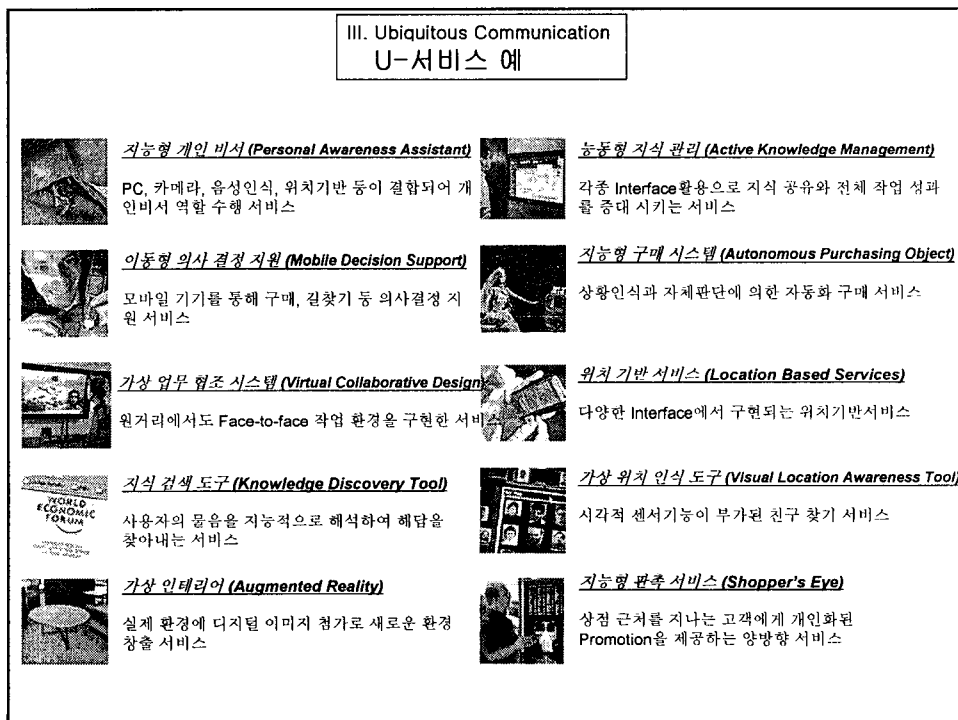 III. Ubiquitous Communication
U-서비스 예
지능형 개인 비서 (Personal Awareness Assistant)
PC, 카메라, 음성인식, 위치기반 등이 결합되어 개
인비서 역할 수행 서비스
이동형 의사 결정 지원 (Mobile Decision Support)
모바일 기기를 통해 구매, 길찾기 등 의사결정 지
원 서비스
가상 업무 협조 시스템 (Virtual Collaborative Design)
원거리에서도 Face-to-face 작업 환경을 구현한 서비스
WORLD
ECONOMIC
FORUM
지식 검색 도구 (Knowledge Discovery Tool)
사용자의 물음을 지능적으로 해석하여 해답을
찾아내는 서비스
가상 인테리어 (Augmented Reality)
실제 환경에 디지털 이미지 첨가로 새로운 환경
창출 서비스
능동형 지식 관리 (Active Knowledge Management)
각종 Interface활용으로 지식 공유와 전체 작업 성과
를 증대 시키는 서비스
지능형 구매 시스템 (Autonomous Purchasing Object)
상황인식과 자체판단에 의한 자동화 구매 서비스
위치 기반 서비스 (Location Based Services)
다양한 Interface에서 구현되는 위치기반서비스
가상 위치 인식 도구 (Visual Location Awareness Tool)
시각적 센서기능이 부가된 친구 찾기 서비스
지능형 판촉 서비스 (Shopper's Eye)
상점 근처를 지나는 고객에게 개인화된
Promotion을 제공하는 양방향 서비스